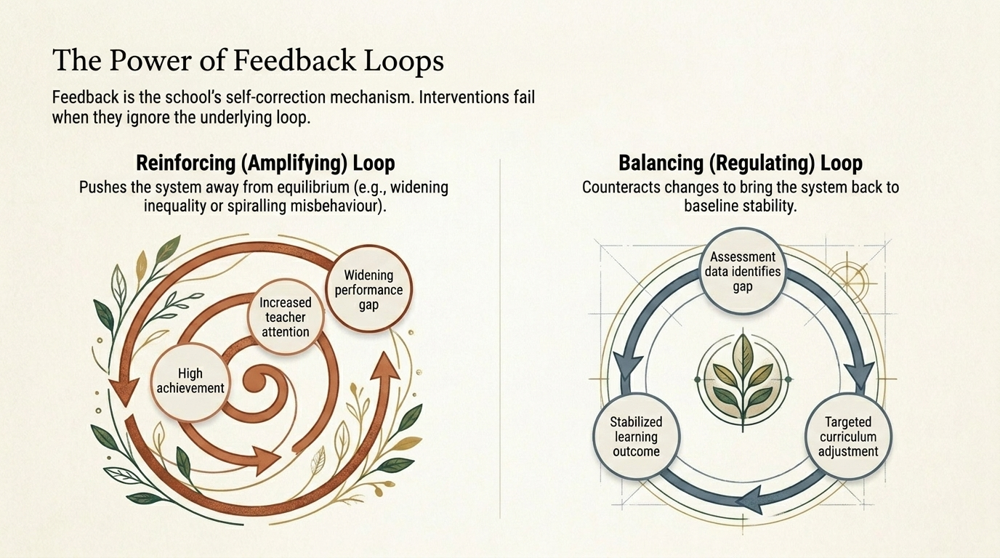 The Power of Feedback Loops
Feedback is the school’s self-correction mechanism. Interventions fail
when they ignore the underlying loop.
Reinforcing (Amplifying) Loop
Pushes the system away from equilibrium (e.g., widening
inequality or spiralling misbehaviour).
Widening
performance
gap
Increased
teacher
attention
High
achievement
Balancing (Regulating) Loop
Counteracts changes to bring the system back to
baseline stability.
Assessment
data identifies
gap
Stabilized
learning
outcome
Targeted
curriculum
adjustment